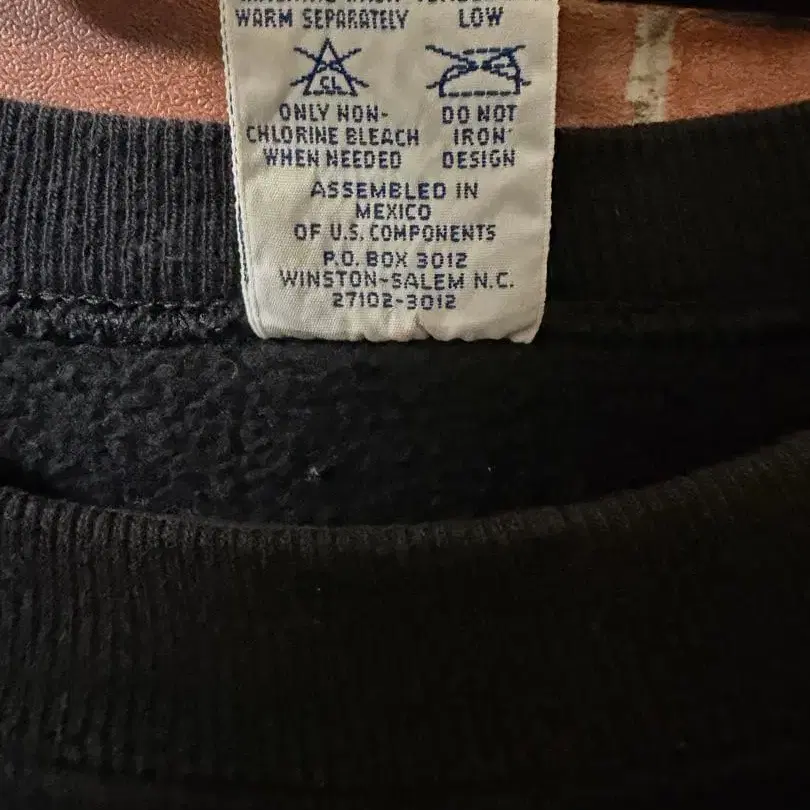 WARM SEPARATELY LOW
CL
ONLY NON- DO NOT
CHLORINE BLEACH IRON
WHEN NEEDED DESIGN
ASSEMBLED IN
MEXICO
OF U.S. COMPONENTS
P.O. BOX 3012
WINSTON-SALEM N.C.
27102-3012